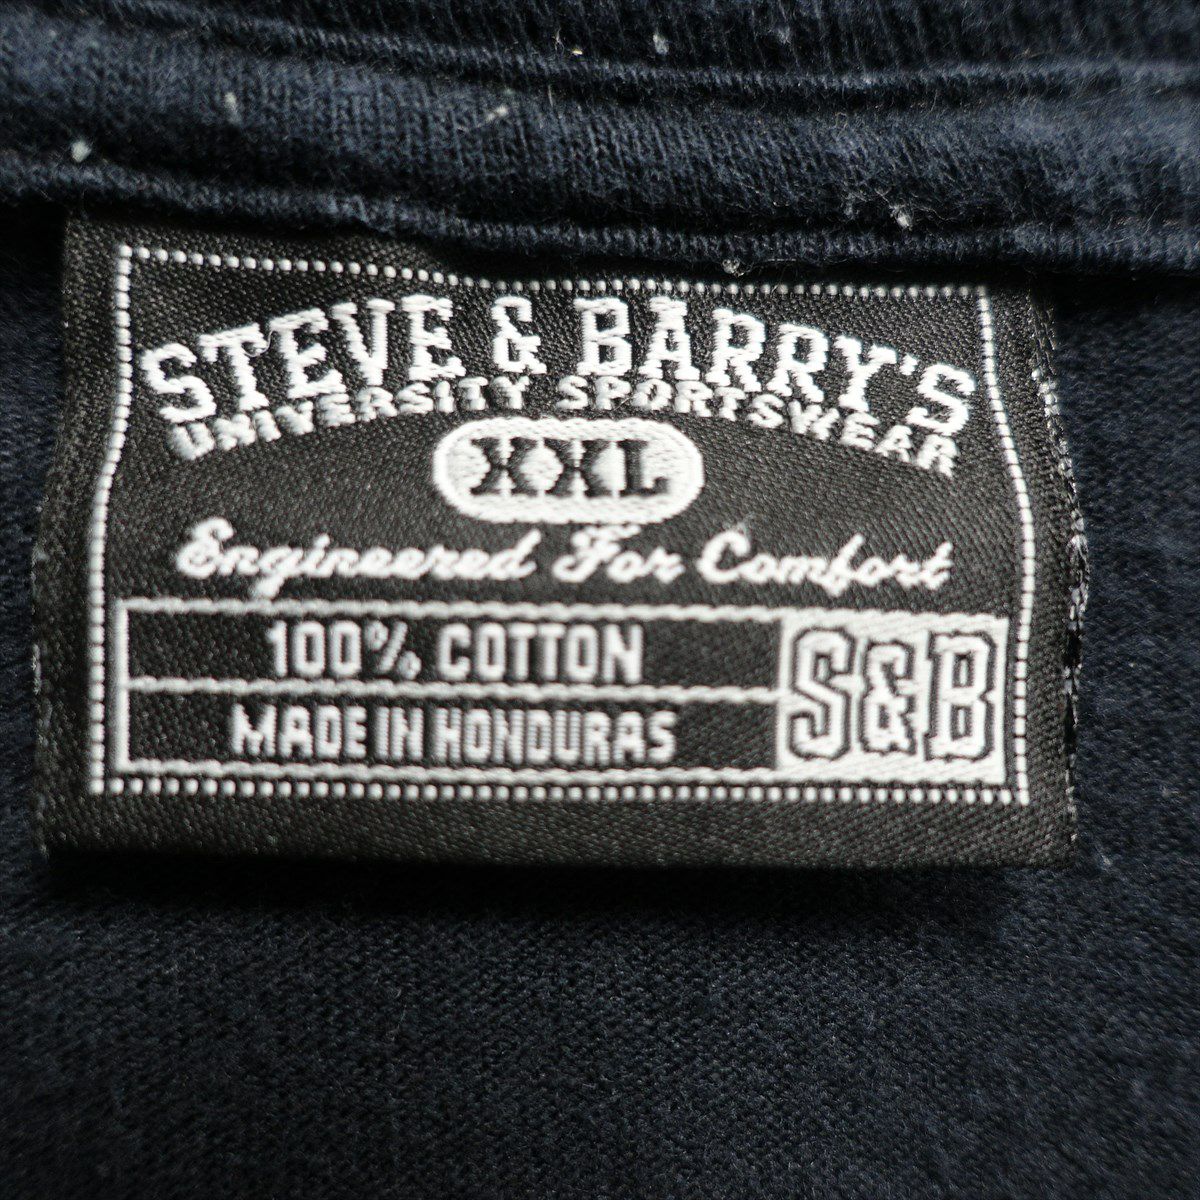 STEVE & BARRY'S
UNIVERSITY SPORTSWEAR
XXL
Engineered For Comfort
100% COTTON
MADE IN HONDURAS
S&B